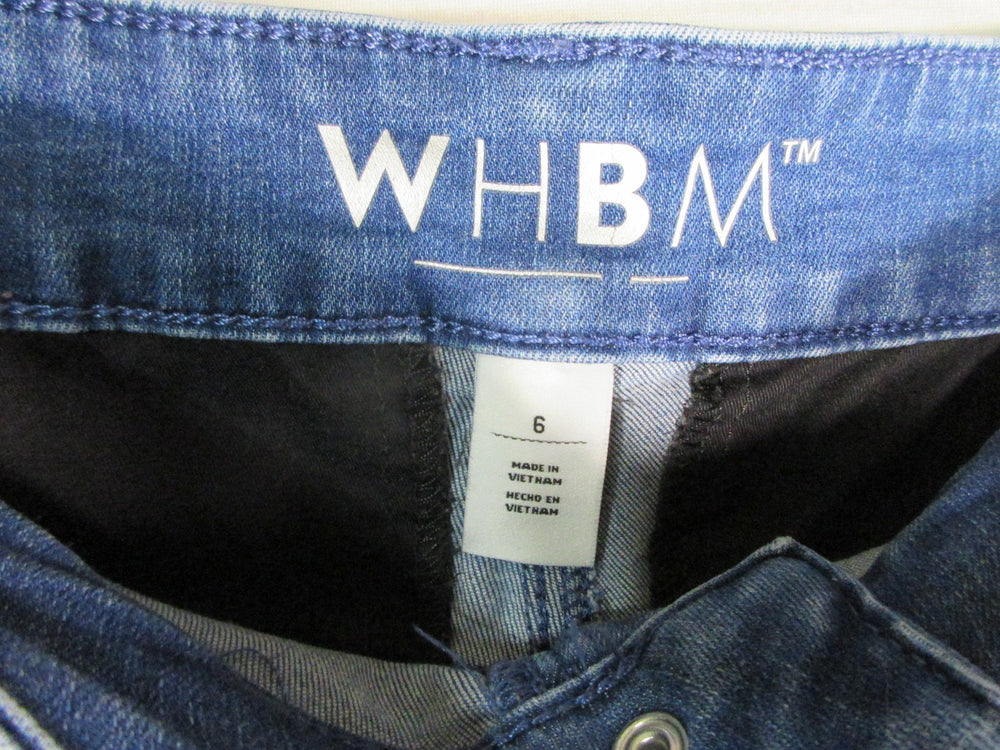 WHBM™
6
MADE IN
VIETNAM
HECHO EN
VIETNAM